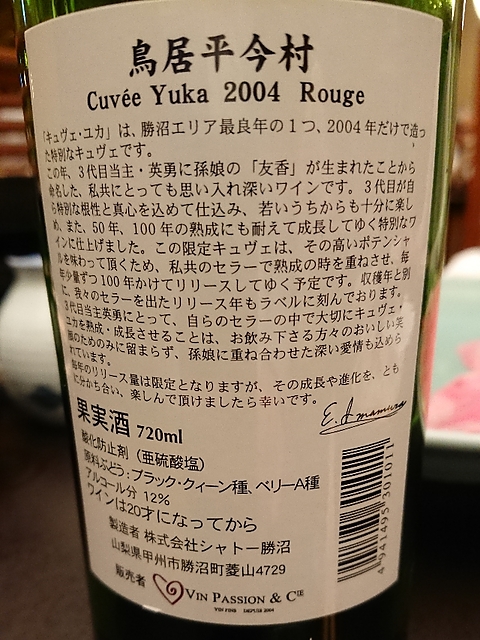 鳥居平今村
Cuvée Yuka 2004 Rouge
「キュヴェ・ユカ」は、勝沼エリア最良年の1つ、2004年だけで造っ
た特別なキュヴェです。
この年、3代目当主・英勇に孫娘の「友香」が生まれたことから
命名した、私共にとっても思い入れ深いワインです。3代目が自
ら特別な根性と真心を込めて仕込み、若いうちからも十分に楽し
め、また、50年、100年の熟成にも耐えて成長してゆく特別なワ
インに仕上げました。この限定キュヴェは、その高いポテンシャ
ルを味わって頂くため、私共のセラーで熟成の時を重ねさせ、毎
年少量ずつ100年かけてリリースしてゆく予定です。収穫年と別
に、我々のセラーを出たリリース年もラベルに刻んでおります。
3代目当主英勇にとって、自らのセラーの中で大切にキュヴェ・
ユカを熟成・成長させることは、お飲み下さる方々のおいしい笑
顔のためのみに留まらず、孫娘に重ね合わせた深い愛情も込めら
れています。
毎年のリリース量は限定となりますが、その成長や進化を、とも
に分かち合い、楽しんで頂けましたら幸いです。
E. Imamura
果実酒 720ml
酸化防止剤（亜硫酸塩）
原料ぶどう：ブラック・クィーン種、ベリーA種
アルコール分 12%
ワインは20才になってから
製造者 株式会社シャトー勝沼
山梨県甲州市勝沼町菱山4729
販売者 VIN PASSION & CIE
VIN FINS DEPUIS 2004
4 941495 301011